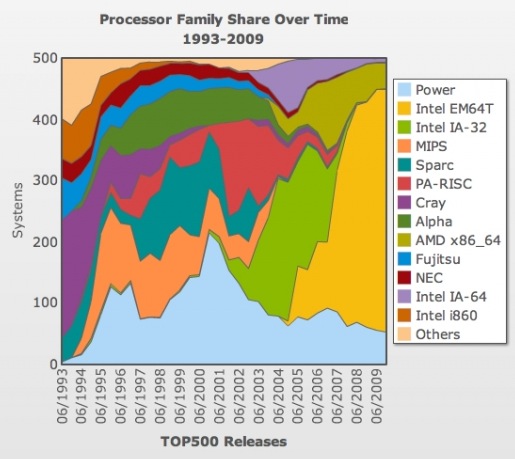 Processor Family Share Over Time
1993-2009
500
400
300
200
100
0
Systems
06/1993
06/1994
06/1995
06/1996
06/1997
06/1998
06/1999
06/2000
06/2001
06/2002
06/2003
06/2004
06/2005
06/2006
06/2007
06/2008
06/2009
TOP500 Releases
Power
Intel EM64T
Intel IA-32
MIPS
Sparc
PA-RISC
Cray
Alpha
AMD x86_64
Fujitsu
NEC
Intel IA-64
Intel i860
Others